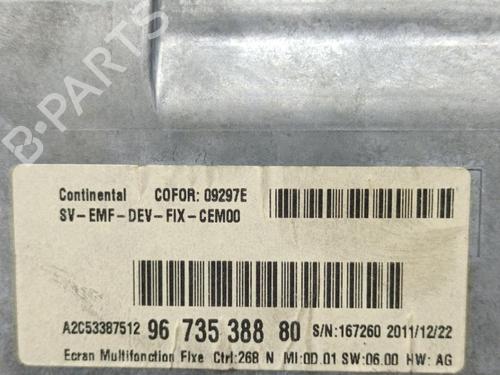 B-PARTS
Continental COFOR: 09297E
SV-EMF-DEV-FIX-CEM00
A2C53387512 96 735 388 80 S/N:167260 2011/12/22
Ecran Multifonction Fixe Ctrl:268 N MI:0D.01 SW:06.00 HW: AG